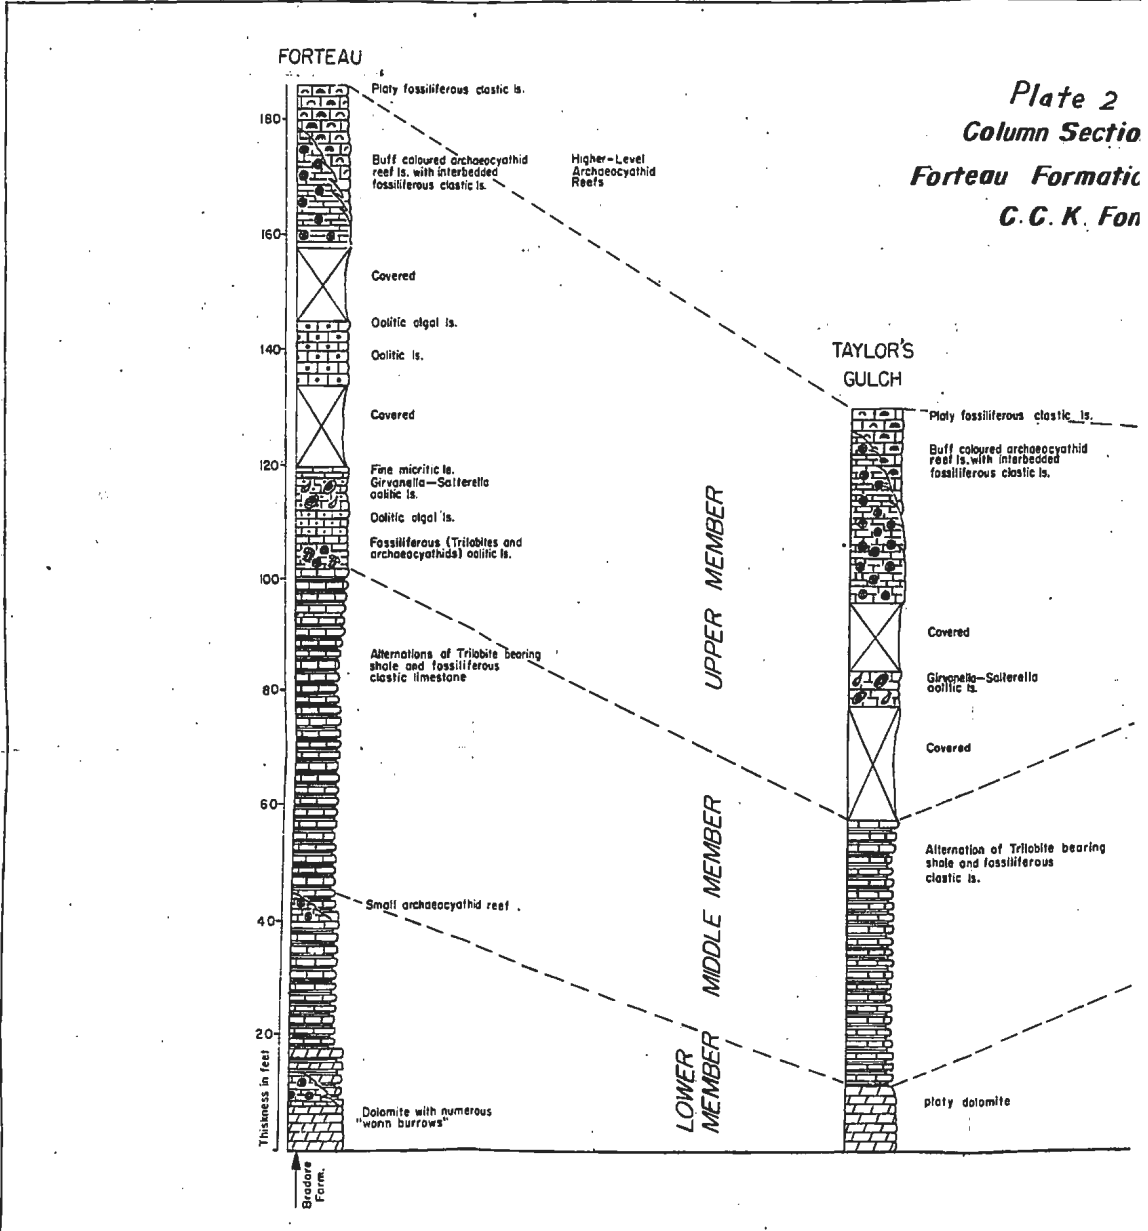 FORTEAU
Platy fossiliferous clastic ls.
Buff coloured archaeocyathid
reef ls. with interbedded
fossiliferous clastic ls.
Higher-Level
Archaeocyathid
Reefs
Covered
Oolitic algal ls.
Oolitic ls.
Covered
Fine micritic ls.
Girvanella-Salterella
oolitic ls.
Oolitic algal ls.
Fossiliferous (Trilobites and
archaeocyathids) oolitic ls.
Alternations of Trilobite bearing
shale and fossiliferous
clastic limestone
Small archaeocyathid reef
Dolomite with numerous
"wonn burrows"
180
160
140
120
100
80
60
40
20
Thiskness in feet
Bradore
Form.
Plate 2
Column Sectio
Forteau Formatio
C.C.K. Fon
UPPER MEMBER
MIDDLE MEMBER
LOWER
MEMBER
TAYLOR'S
GULCH
Platy fossiliferous clastic ls.
Buff coloured archaeocyathid
reef ls. with interbedded
fossiliferous clastic ls.
Covered
Girvanella-Salterella
oolitic ls.
Covered
Alternation of Trilobite bearing
shale and fossiliferous
clastic ls.
platy dolomite